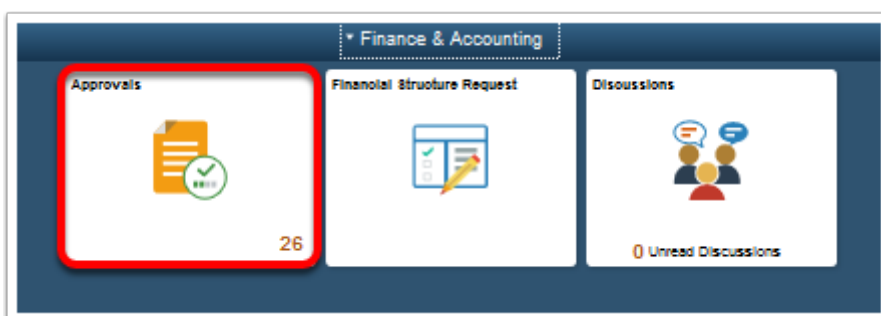 Finance & Accounting
Approvals
Financial Structure Request
Discussions
26
0 Unread Discussions